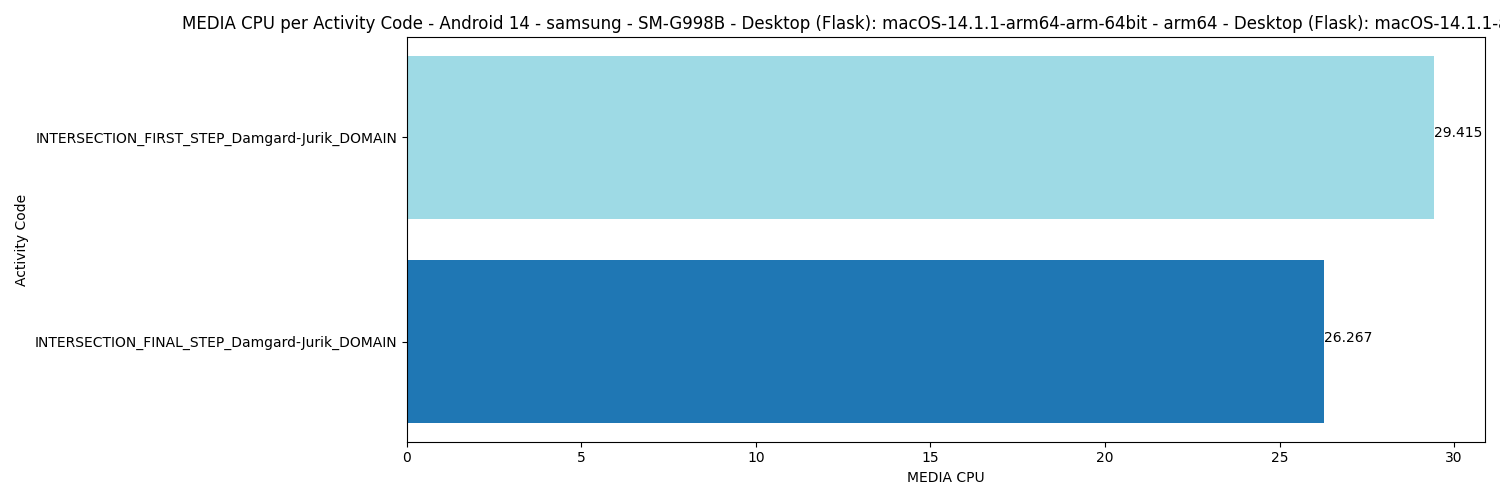 MEDIA CPU per Activity Code - Android 14 - samsung - SM-G998B - Desktop (Flask): macOS-14.1.1-arm64-arm-64bit - arm64 - Desktop (Flask): macOS-14.1.1-
INTERSECTION_FIRST_STEP_Damgard-Jurik_DOMAIN
29.415
Activity Code
INTERSECTION_FINAL_STEP_Damgard-Jurik_DOMAIN
26.267
0 5 10 15 20 25 30
MEDIA CPU